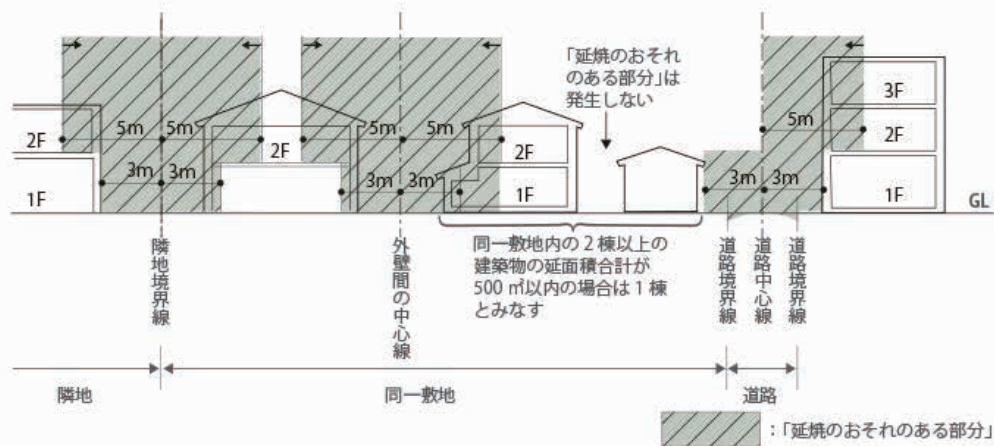 「延焼のおそれ
のある部分」は
発生しない
3F
5m
5m
5m
5m
5m
2F
2F
2F
2F
3m
3m
3m
3m
3m
3m
1F
1F
1F
GL
隣地境界線
外壁間の中心線
同一敷地内の2棟以上の
建築物の延面積合計が
500㎡以内の場合は1棟
とみなす
道路境界線
道路中心線
道路境界線
隣地
同一敷地
道路
:「延焼のおそれのある部分」